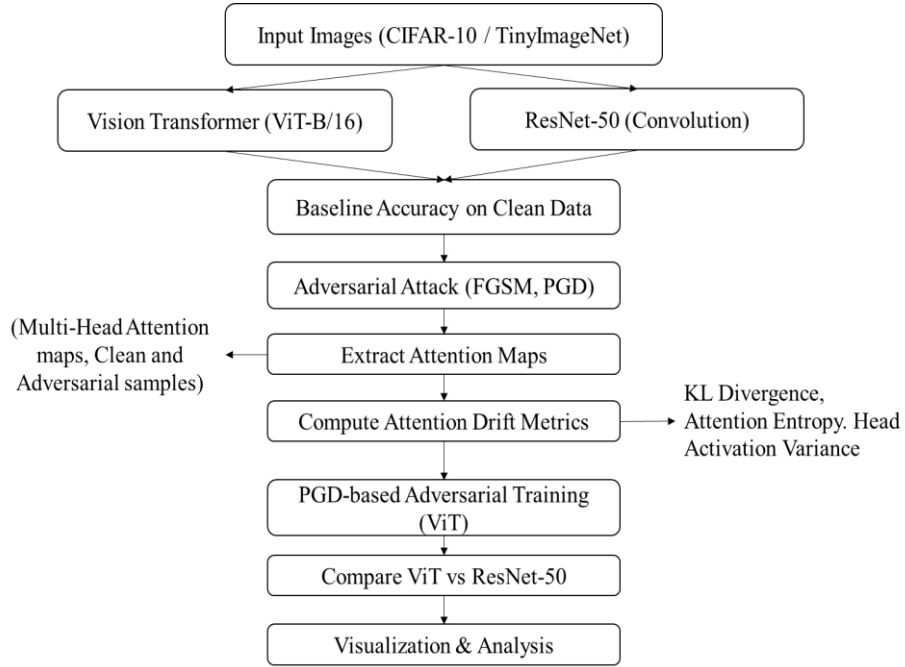 Input Images (CIFAR-10 / TinyImageNet)
Vision Transformer (ViT-B/16)
ResNet-50 (Convolution)
Baseline Accuracy on Clean Data
Adversarial Attack (FGSM, PGD)
(Multi-Head Attention
maps, Clean and
Adversarial samples)
Extract Attention Maps
Compute Attention Drift Metrics
KL Divergence,
Attention Entropy. Head
Activation Variance
PGD-based Adversarial Training
(ViT)
Compare ViT vs ResNet-50
Visualization & Analysis